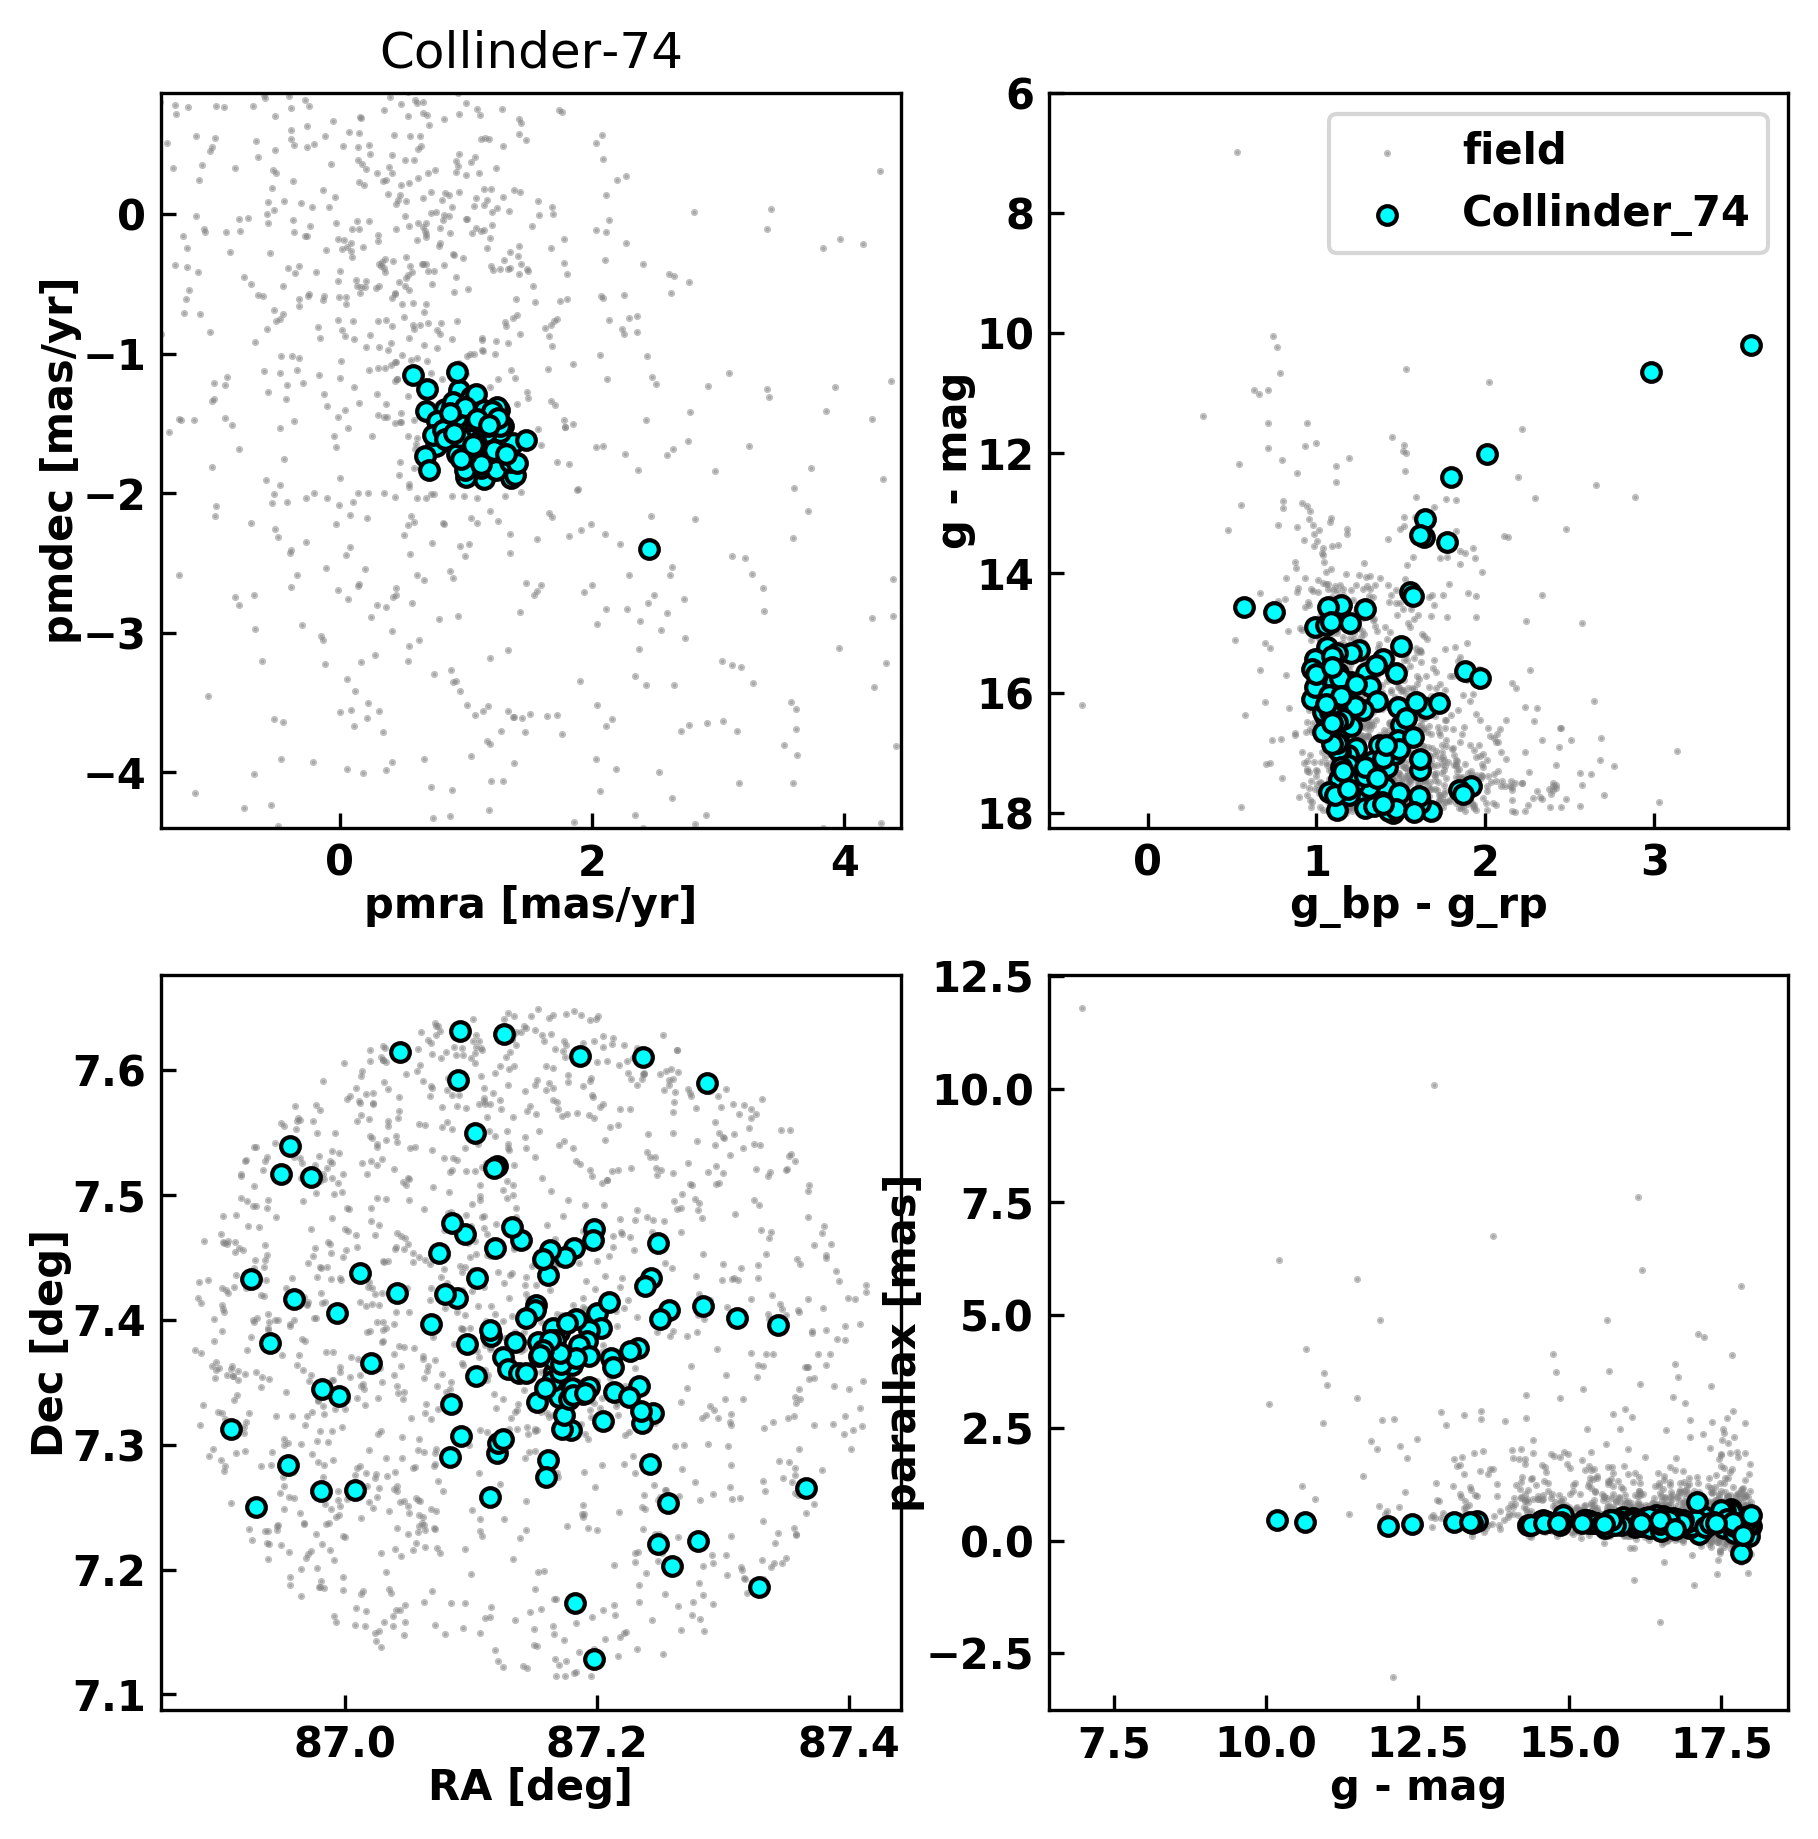 Collinder-74
0
−1
−2
−3
−4
pmdec [mas/yr]
0 2 4
pmra [mas/yr]
6
8
10
12
14
16
18
g - mag
field
Collinder_74
0 1 2 3
g_bp - g_rp
7.6
7.5
7.4
7.3
7.2
7.1
Dec [deg]
87.0 87.2 87.4
RA [deg]
12.5
10.0
7.5
5.0
2.5
0.0
−2.5
parallax [mas]
7.5 10.0 12.5 15.0 17.5
g - mag